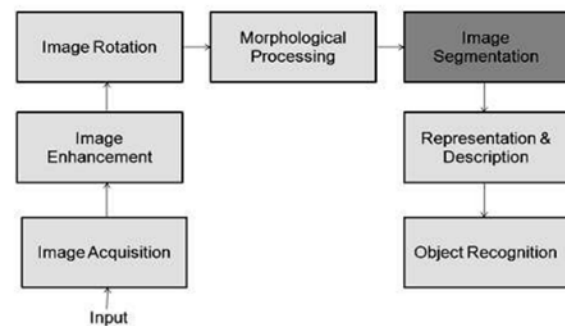 Image Rotation
Morphological
Processing
Image
Segmentation
Image
Enhancement
Representation &
Description
Image Acquisition
Object Recognition
Input